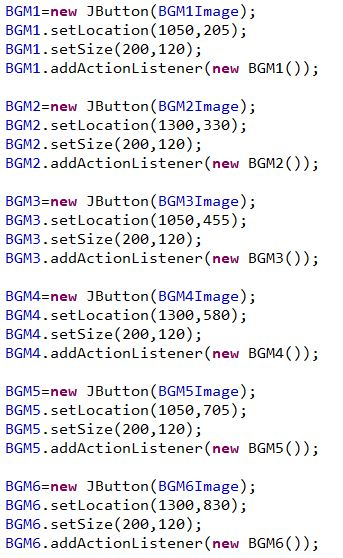 BGM1=new JButton(BGM1Image);
BGM1.setLocation(1050,205);
BGM1.setSize(200,120);
BGM1.addActionListener(new BGM1());
BGM2=new JButton(BGM2Image);
BGM2.setLocation(1300,330);
BGM2.setSize(200,120);
BGM2.addActionListener(new BGM2());
BGM3=new JButton(BGM3Image);
BGM3.setLocation(1050,455);
BGM3.setSize(200,120);
BGM3.addActionListener(new BGM3());
BGM4=new JButton(BGM4Image);
BGM4.setLocation(1300,580);
BGM4.setSize(200,120);
BGM4.addActionListener(new BGM4());
BGM5=new JButton(BGM5Image);
BGM5.setLocation(1050,705);
BGM5.setSize(200,120);
BGM5.addActionListener(new BGM5());
BGM6=new JButton(BGM6Image);
BGM6.setLocation(1300,830);
BGM6.setSize(200,120);
BGM6.addActionListener(new BGM6());